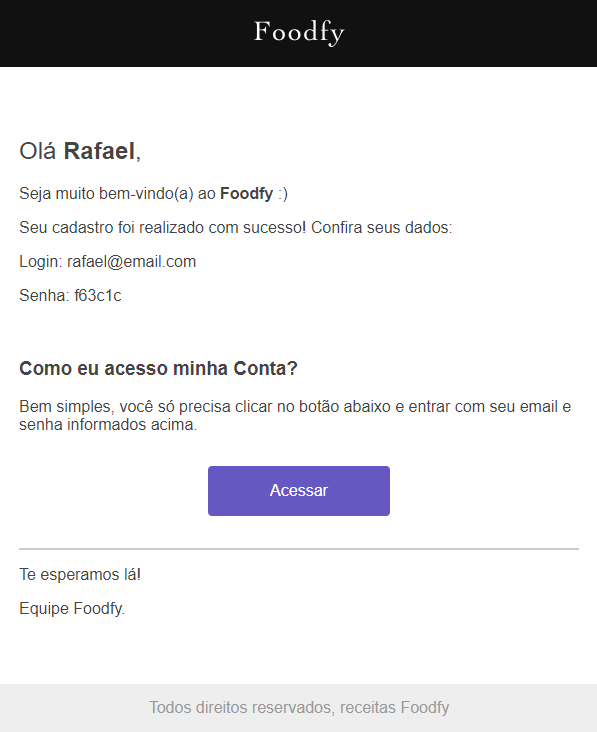 Foodfy
Olá Rafael,
Seja muito bem-vindo(a) ao Foodfy :)
Seu cadastro foi realizado com sucesso! Confira seus dados:
Login: rafael@email.com
Senha: f63c1c
Como eu acesso minha Conta?
Bem simples, você só precisa clicar no botão abaixo e entrar com seu email e
senha informados acima.
Acessar
Te esperamos lá!
Equipe Foodfy.
Todos direitos reservados, receitas Foodfy